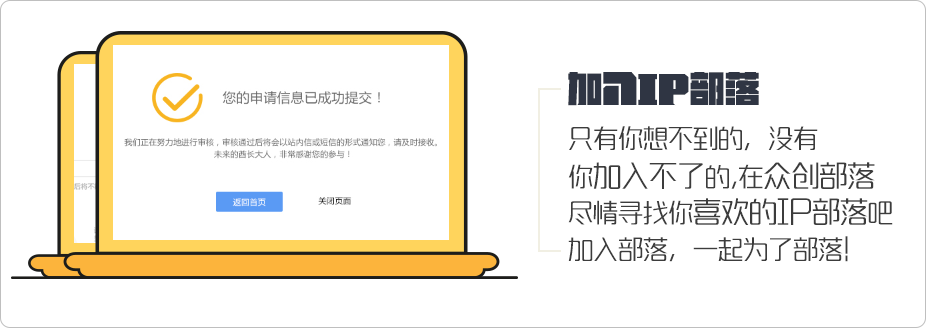 您的申请信息已成功提交！
我们正在努力地进行审核，审核通过后将会以站内信或短信的形式通知您，请及时接收。
未来的酋长大人，非常感谢您的参与！
后将不
返回首页
关闭页面
加入IP部落
只有你想不到的，没有
你加入不了的,在众创部落
尽情寻找你喜欢的IP部落吧
加入部落，一起为了部落!